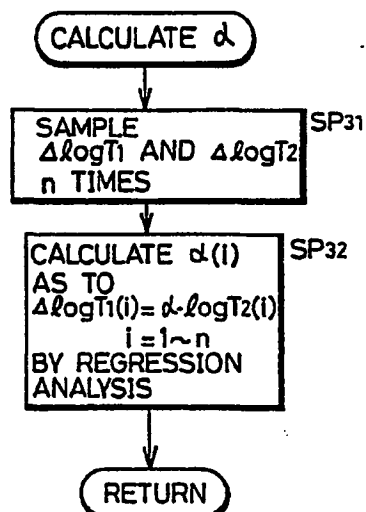 CALCULATE α
SAMPLE
ΔlogT1 AND ΔlogT2
n TIMES
SP31
CALCULATE α(i)
AS TO
ΔlogT1(i)=α·logT2(i)
i=1~n
BY REGRESSION
ANALYSIS
SP32
RETURN